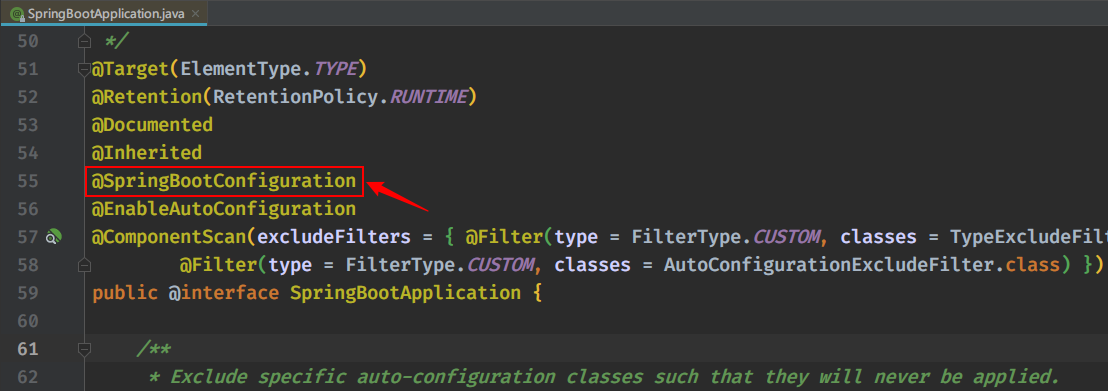 SpringBootApplication.java
50 */
51 @Target(ElementType.TYPE)
52 @Retention(RetentionPolicy.RUNTIME)
53 @Documented
54 @Inherited
55 @SpringBootConfiguration
56 @EnableAutoConfiguration
57 @ComponentScan(excludeFilters = { @Filter(type = FilterType.CUSTOM, classes = TypeExcludeFilt
58 @Filter(type = FilterType.CUSTOM, classes = AutoConfigurationExcludeFilter.class) })
59 public @interface SpringBootApplication {
60
61 /**
62 * Exclude specific auto-configuration classes such that they will never be applied.